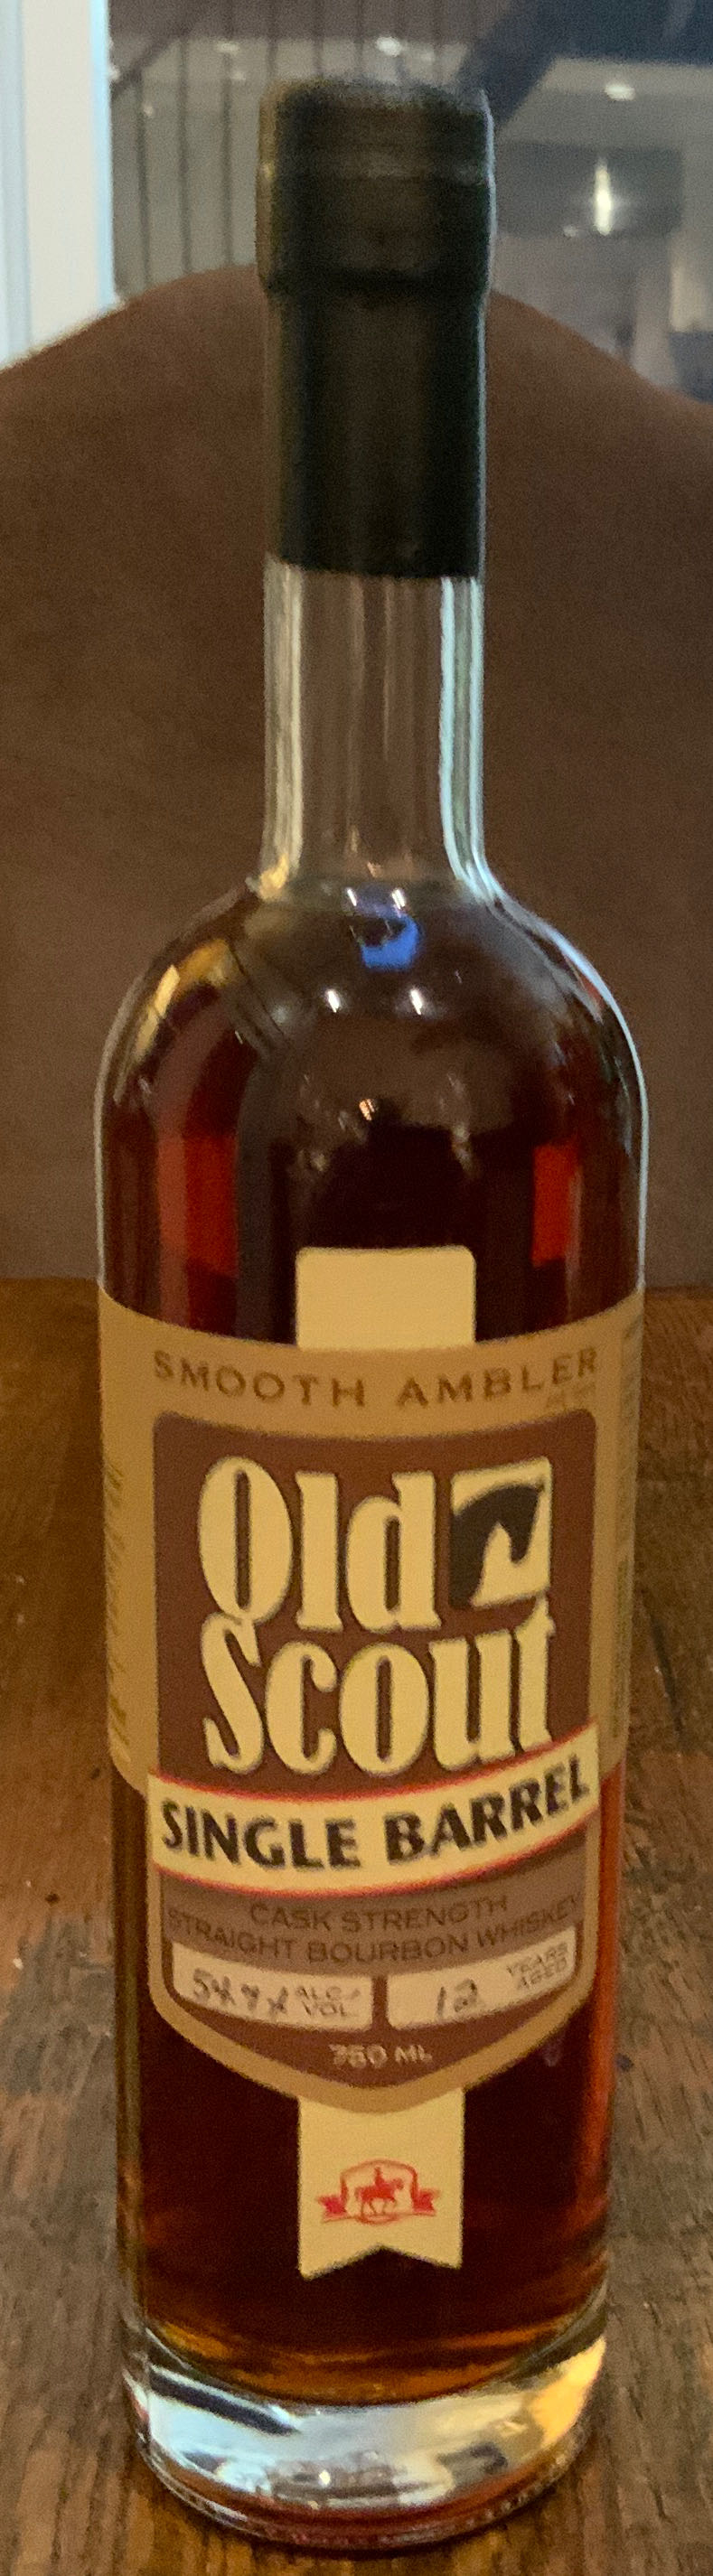 SMOOTH AMBLER
Old
Scout
SINGLE BARREL
CASK STRENGTH
STRAIGHT BOURBON WHISKEY
ALC./
VOL
12 YEARS
AGED
750 ML